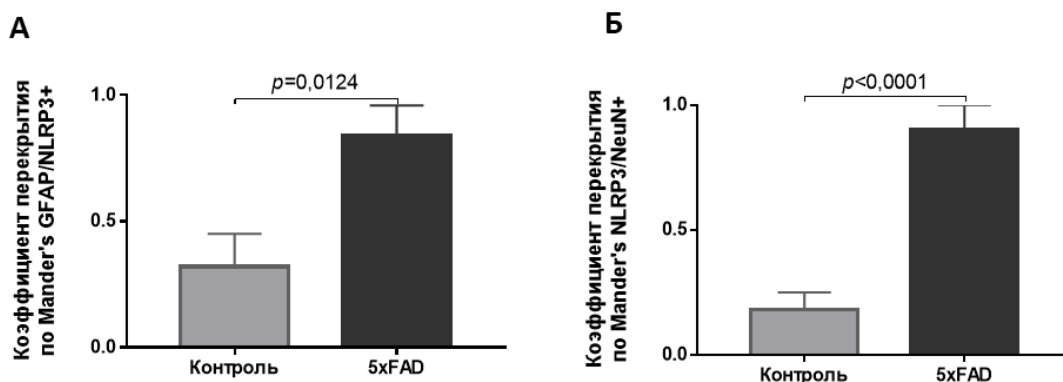 А
Коэффициент перекрытия
по Mander's GFAP/NLRP3+
p=0,0124
1.0
0.5
0.0
Контроль
5xFAD
Б
Коэффициент перекрытия
по Mander's NLRP3/NeuN+
p<0,0001
1.0
0.5
0.0
Контроль
5xFAD